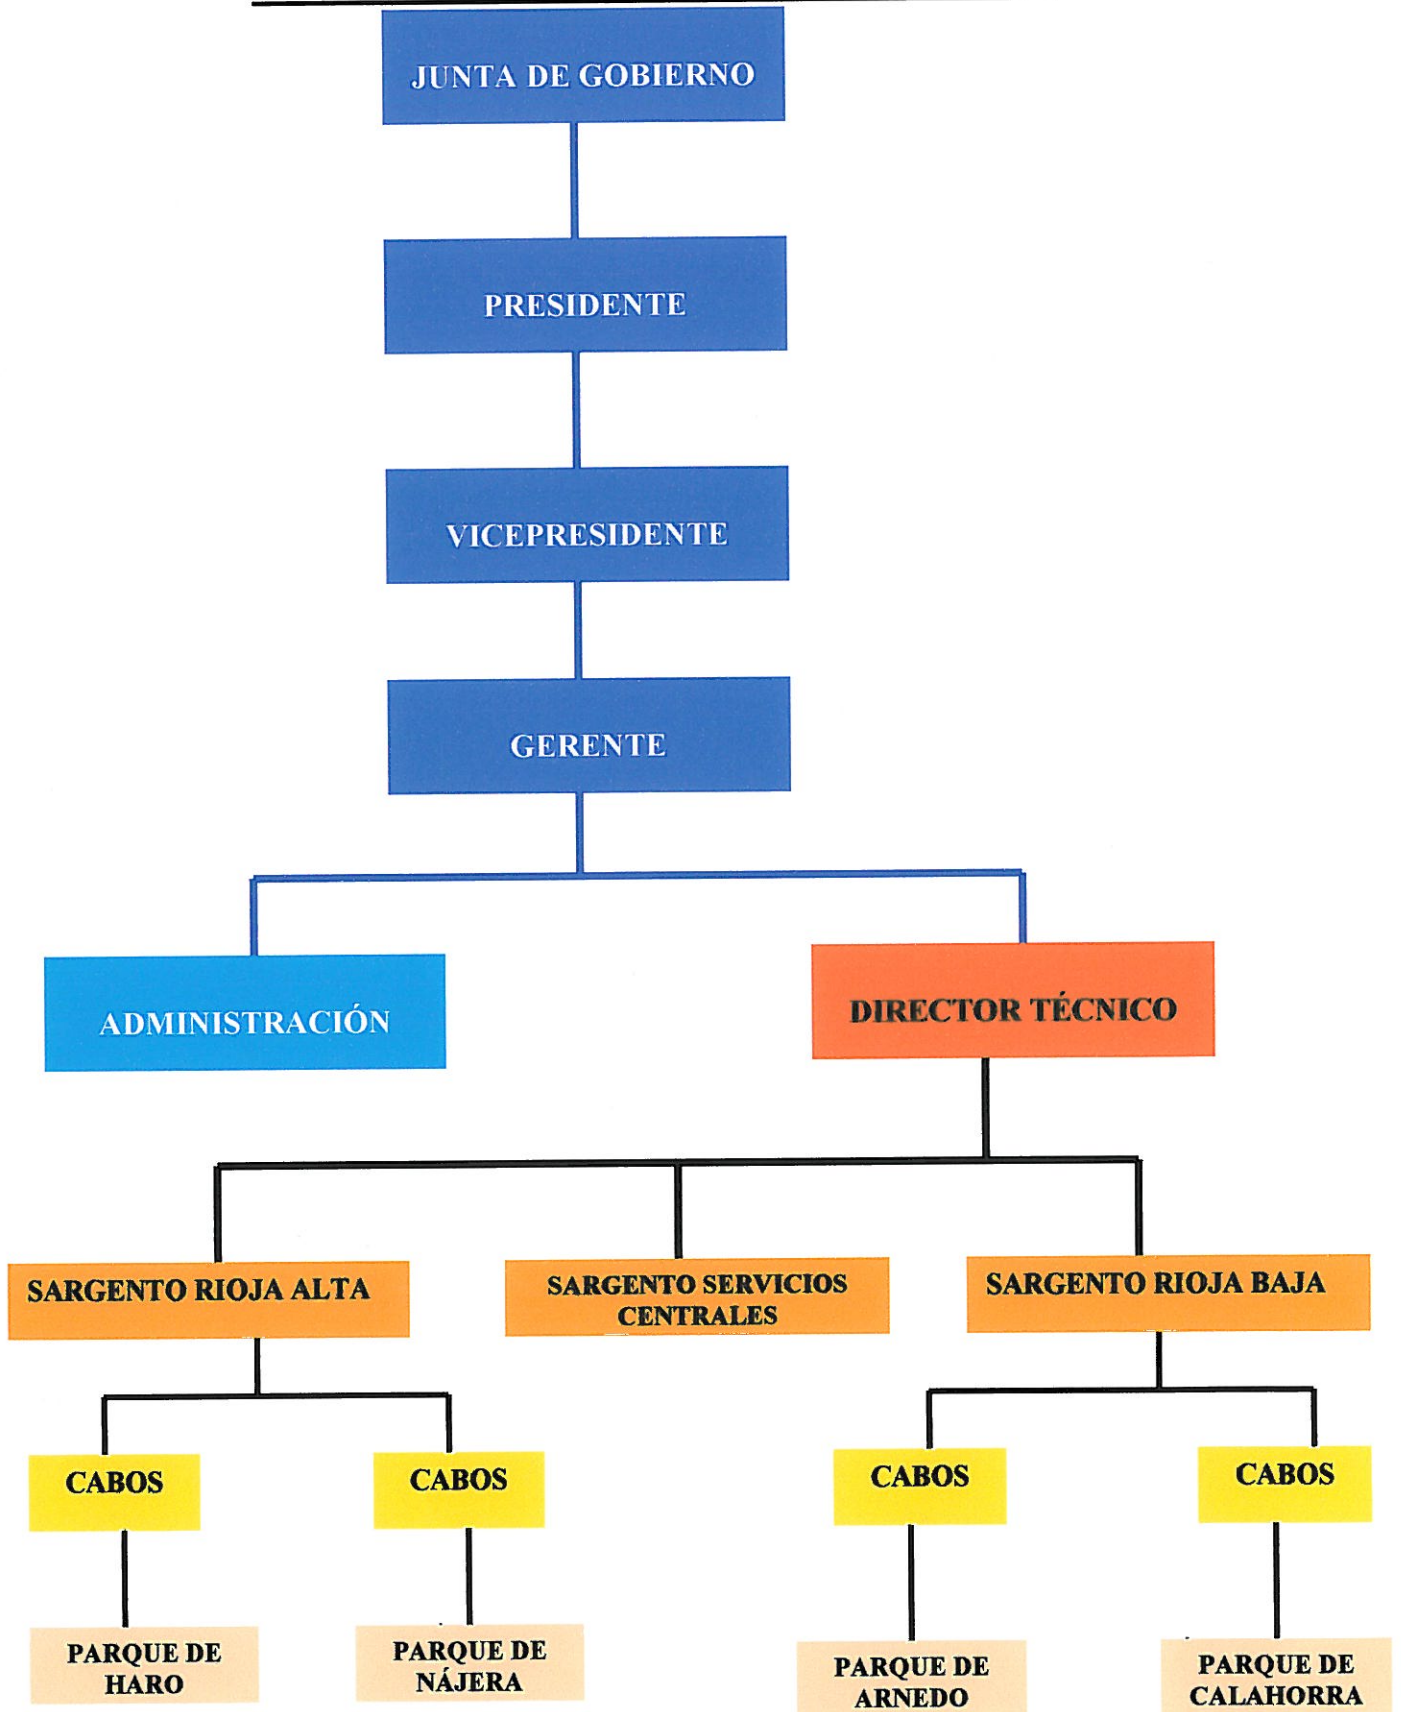 JUNTA DE GOBIERNO
PRESIDENTE
VICEPRESIDENTE
GERENTE
ADMINISTRACIÓN
DIRECTOR TÉCNICO
SARGENTO RIOJA ALTA
SARGENTO SERVICIOS
CENTRALES
SARGENTO RIOJA BAJA
CABOS
CABOS
CABOS
CABOS
PARQUE DE
HARO
PARQUE DE
NÁJERA
PARQUE DE
ARNEDO
PARQUE DE
CALAHORRA